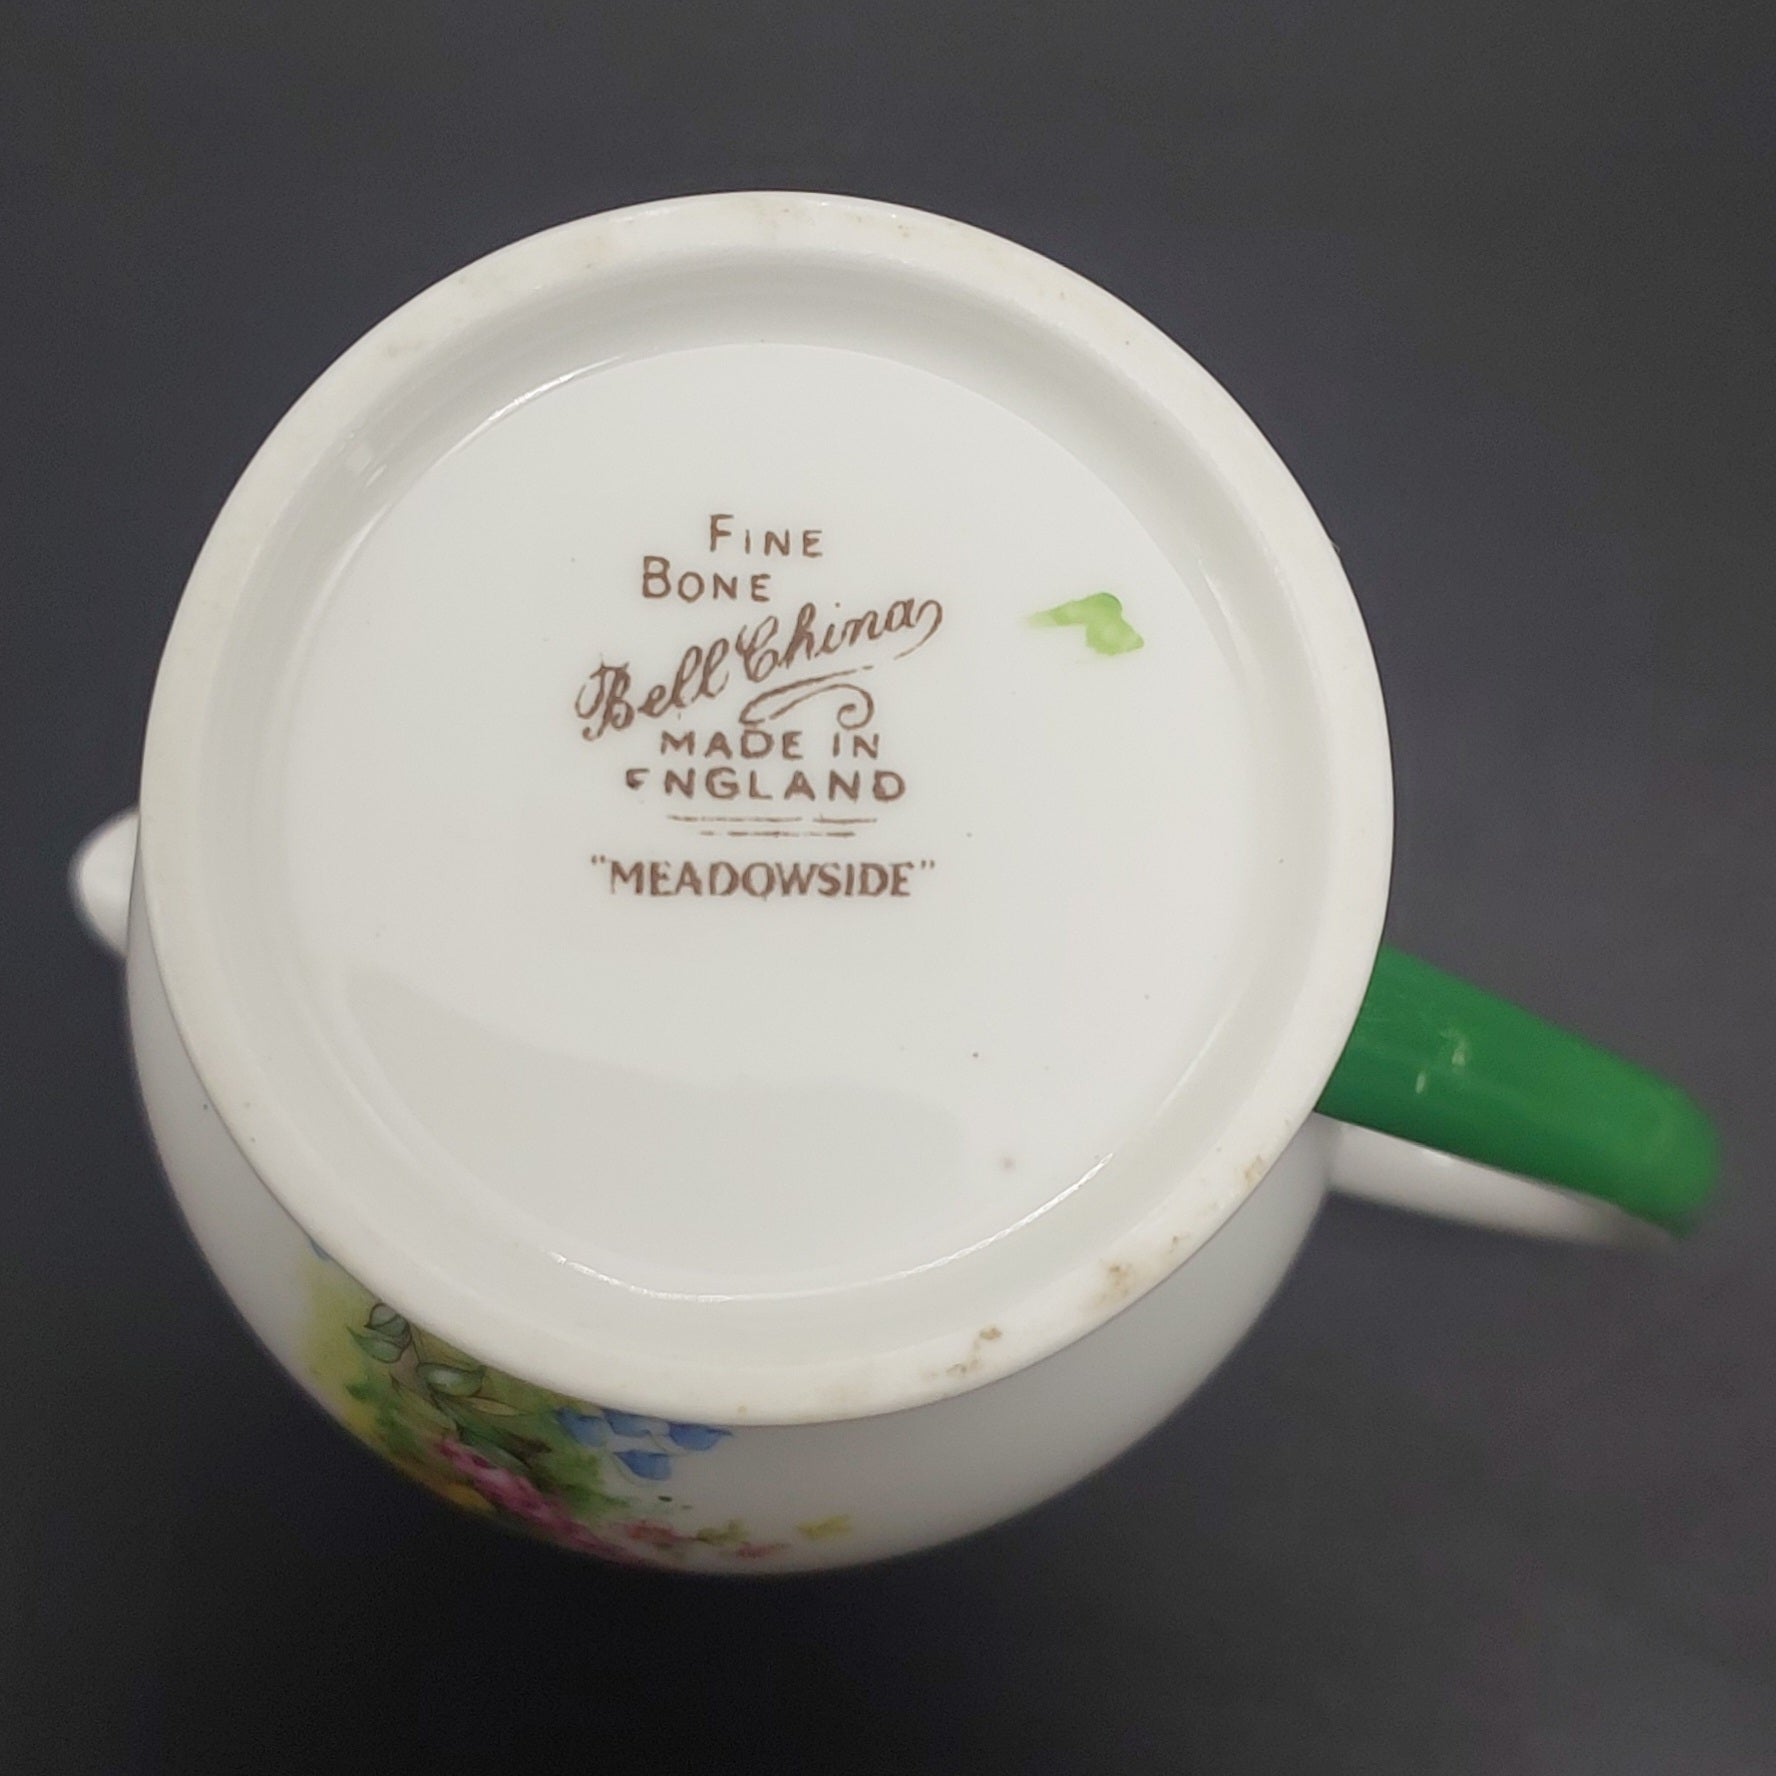 FINE
BONE
Bell China
MADE IN
ENGLAND
"MEADOWSIDE"